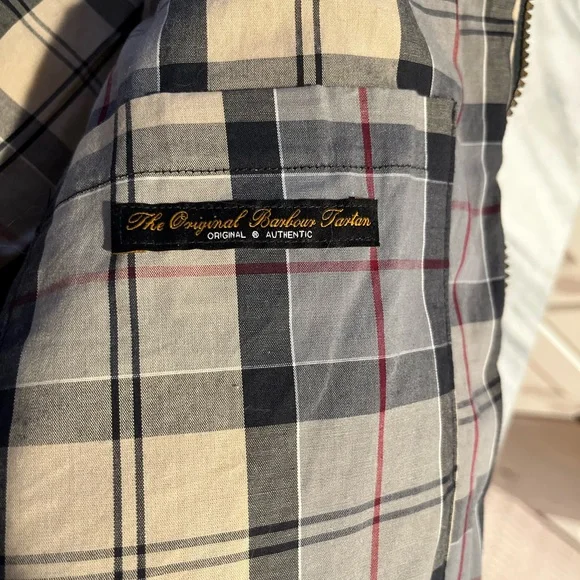 The Original Barbour Tartan
ORIGINAL ® AUTHENTIC